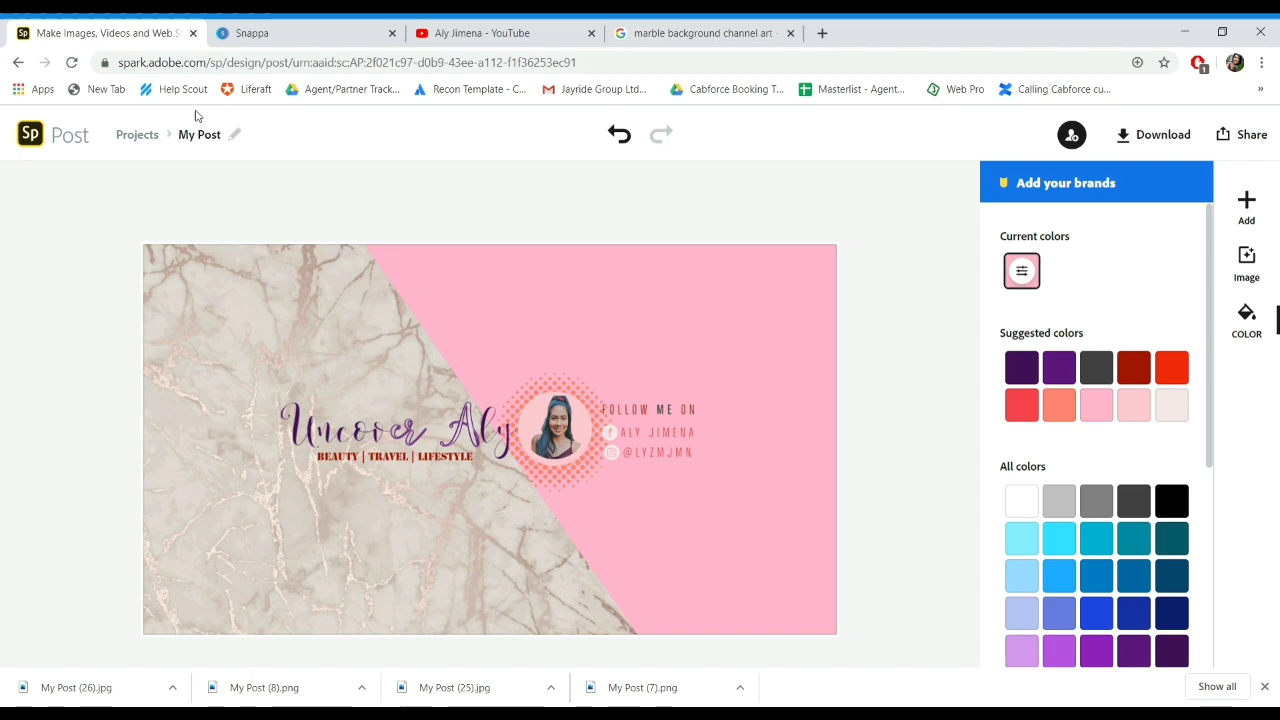 Sp Make Images, Videos and Web S
S Snappa
Aly Jimena - YouTube
marble background channel art -
spark.adobe.com/sp/design/post/urn:aaid:sc:AP:2f021c97-d0b9-43ee-a112-f1f36253ec91
1
Apps
New Tab
Help Scout
Liferaft
Agent/Partner Track...
Recon Template - C...
Jayride Group Ltd...
Cabforce Booking T...
Masterlist - Agent...
Web Pro
Calling Cabforce cu...
»
Sp Post
Projects > My Post
Download
Share
Add your brands
Add
Current colors
Image
Suggested colors
COLOR
Uncover Aly
BEAUTY | TRAVEL | LIFESTYLE
FOLLOW ME ON
ALY JIMENA
@LYZMJMN
All colors
My Post (26).jpg
My Post (8).png
My Post (25).jpg
My Post (7).png
Show all